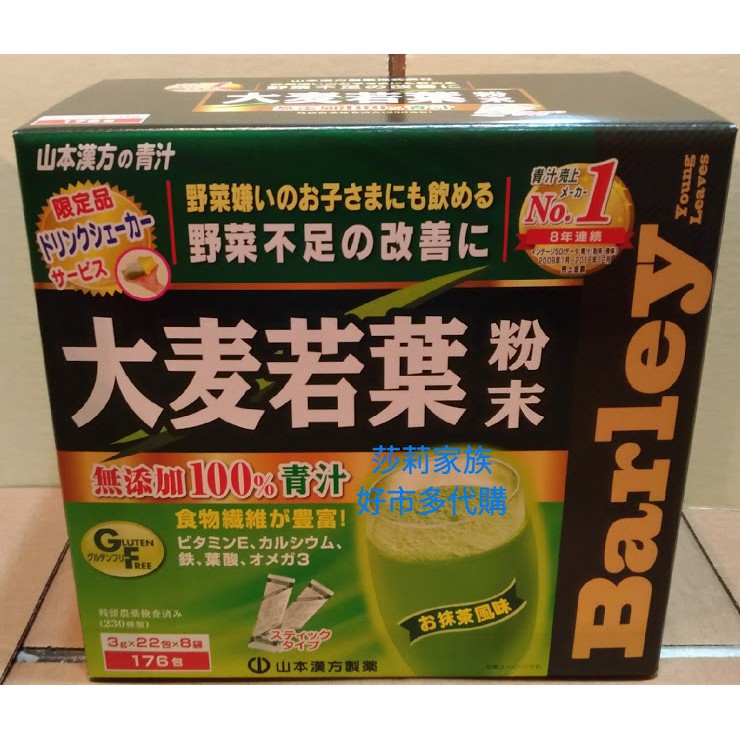 大麦若葉 粉末
176包
山本漢方の青汁
限定品
ドリンクシェーカー
サービス
野菜嫌いのお子さまにも飲める
野菜不足の改善に
青汁売上
メーカー
No.1
8年連続
Barley
Young
Leaves
大麦若葉 粉末
莎莉家族
好市多代購
無添加100%青汁
食物繊維が豊富!
ビタミンE、カルシウム、
鉄、葉酸、オメガ3
GLUTEN
グルテンフリー
FREE
残留農薬検査済み
(230種類)
3g×22包×8袋
176包
スティック
タイプ
お抹茶風味
山本漢方製薬